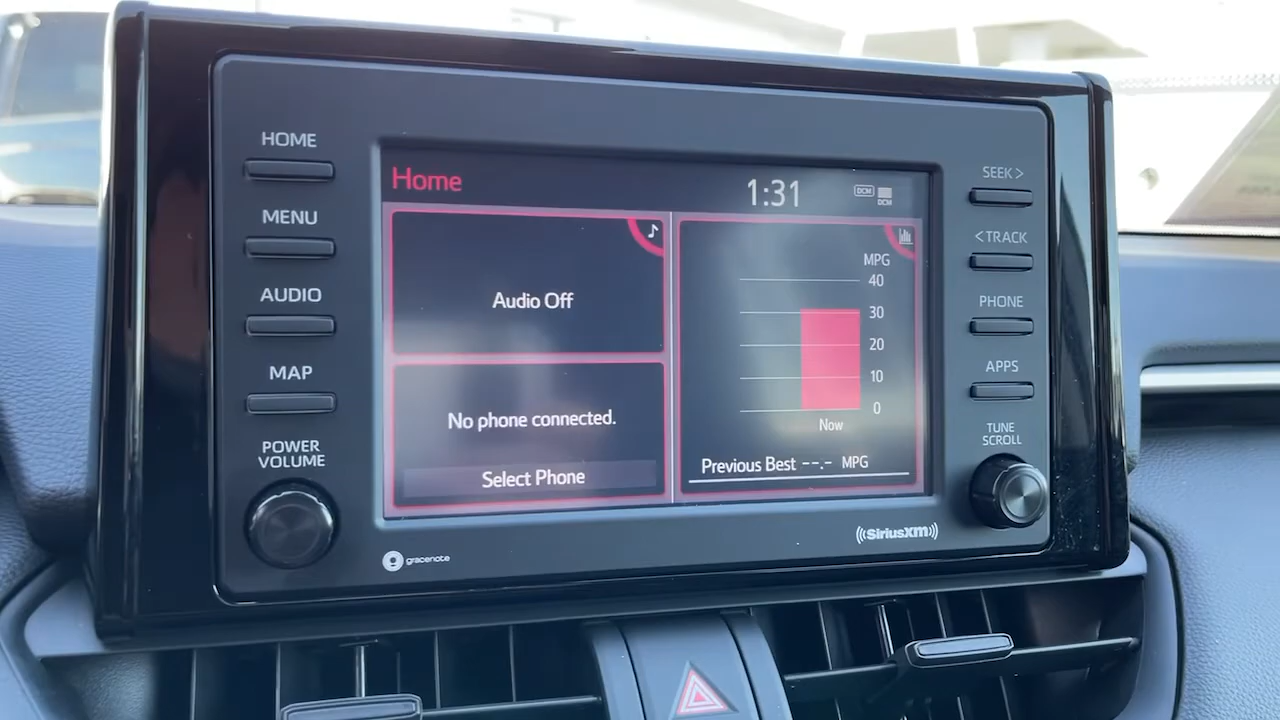 HOME
MENU
AUDIO
MAP
POWER
VOLUME
Home
1:31
DCM
DCM
Audio Off
No phone connected.
Select Phone
MPG
40
30
20
10
0
Now
Previous Best --.- MPG
SEEK >
< TRACK
PHONE
APPS
TUNE
SCROLL
gracenote
SiriusXM